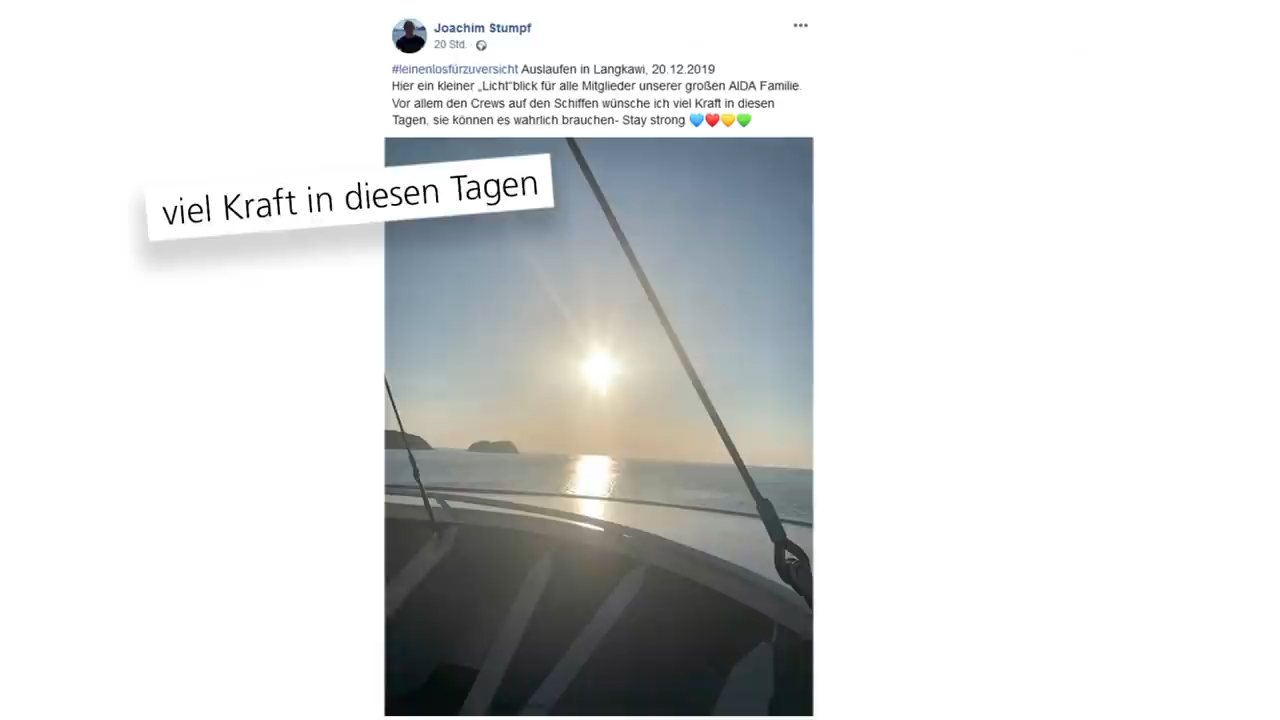 Joachim Stumpf
20 Std. ·
#leinenlosfürzuversicht Auslaufen in Langkawi, 20.12.2019
Hier ein kleiner „Licht“blick für alle Mitglieder unserer großen AIDA Familie.
Vor allem den Crews auf den Schiffen wünsche ich viel Kraft in diesen
Tagen, sie können es wahrlich brauchen- Stay strong 💙❤️💛💚
viel Kraft in diesen Tagen